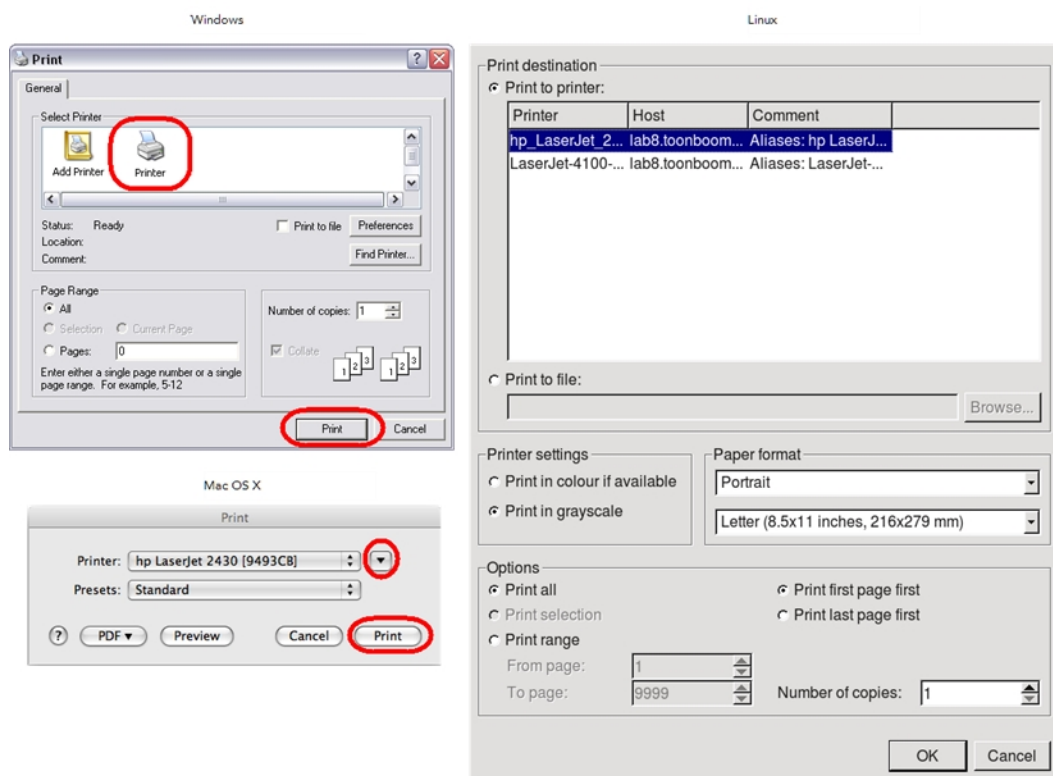 Windows
Print
General
Select Printer
Add Printer
Printer
Status: Ready
Location:
Comment:
Print to file
Preferences
Find Printer...
Page Range
All
Selection
Current Page
Pages: 0
Enter either a single page number or a single
page range. For example, 5-12
Number of copies: 1
Collate
1 2 3 1 2 3
Print
Cancel
Mac OS X
Print
Printer: hp LaserJet 2430 [9493CB]
Presets: Standard
? PDF Preview Cancel Print
Linux
Print destination
Print to printer:
Printer Host Comment
hp_LaserJet_2... lab8.toonboom... Aliases: hp LaserJ...
LaserJet-4100-... lab8.toonboom... Aliases: LaserJet-...
Print to file:
Browse...
Printer settings
Print in colour if available
Print in grayscale
Paper format
Portrait
Letter (8.5x11 inches, 216x279 mm)
Options
Print all
Print selection
Print range
From page: 1
To page: 9999
Print first page first
Print last page first
Number of copies: 1
OK
Cancel